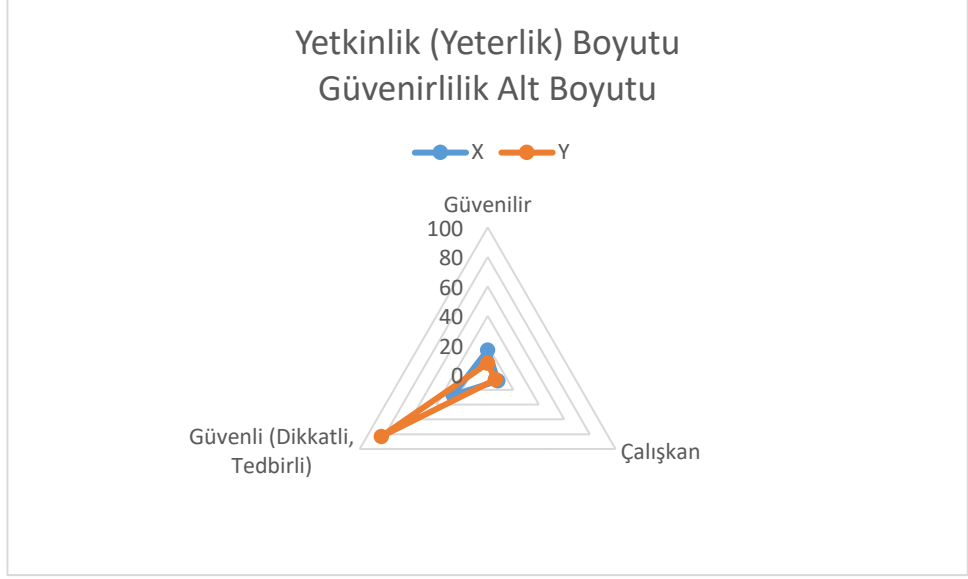 Yetkinlik (Yeterlik) Boyutu
Güvenirlilik Alt Boyutu
X Y
Güvenilir
100
80
60
40
20
0
Güvenli (Dikkatli,
Tedbirli)
Çalışkan